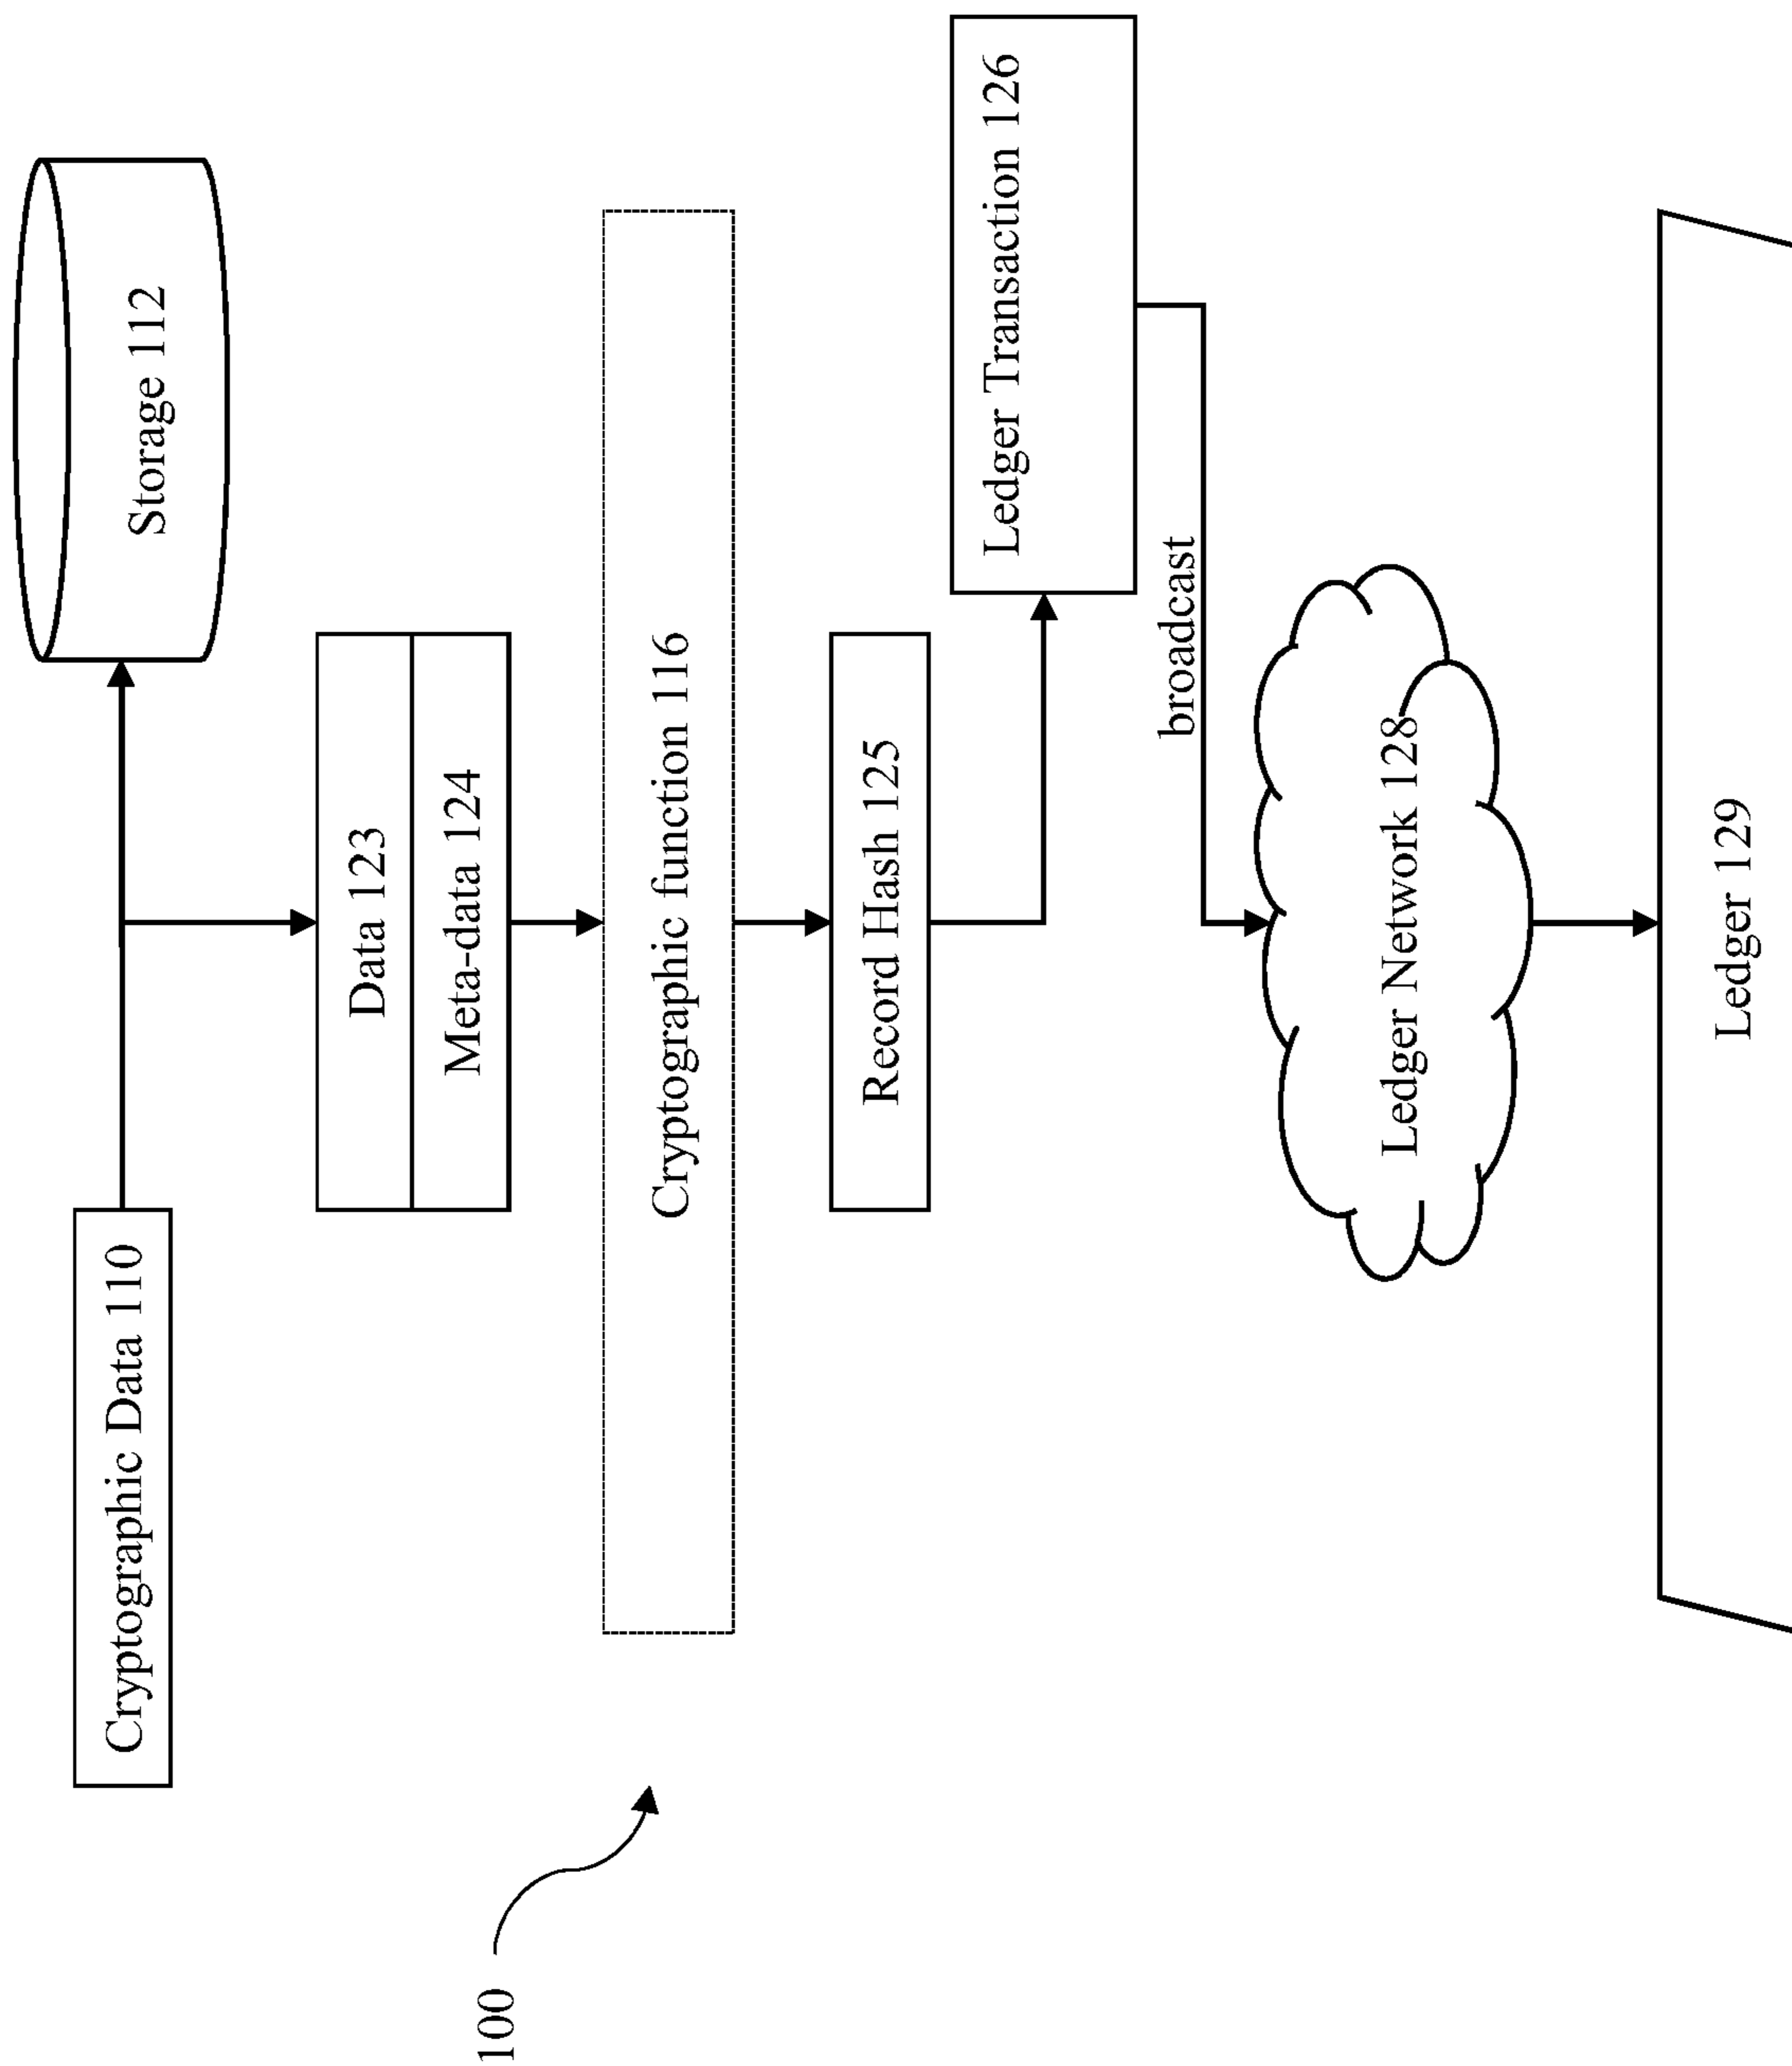 Cryptographic Data 110
Storage 112
Data 123
Meta-data 124
Cryptographic function 116
100
Record Hash 125
Ledger Transaction 126
broadcast
Ledger Network 128
Ledger 129